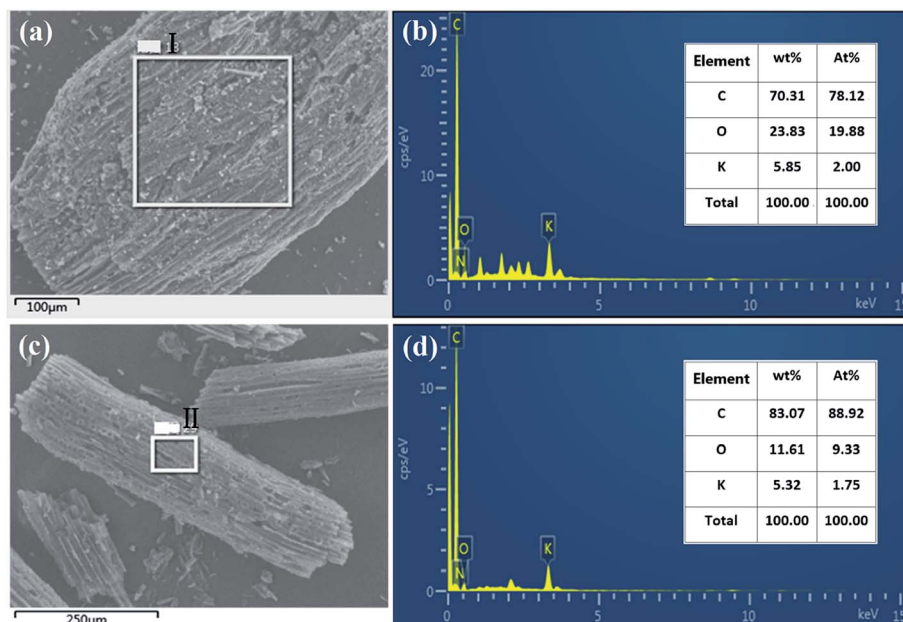 (a)
I
100μm
(b)
cps/eV
20
10
0
C
O
N
K
0
5
10
15
keV
Element wt% At%
C 70.31 78.12
O 23.83 19.88
K 5.85 2.00
Total 100.00 100.00
(c)
II
250μm
(d)
cps/eV
10
5
0
C
O
N
K
0
5
10
15
keV
Element wt% At%
C 83.07 88.92
O 11.61 9.33
K 5.32 1.75
Total 100.00 100.00